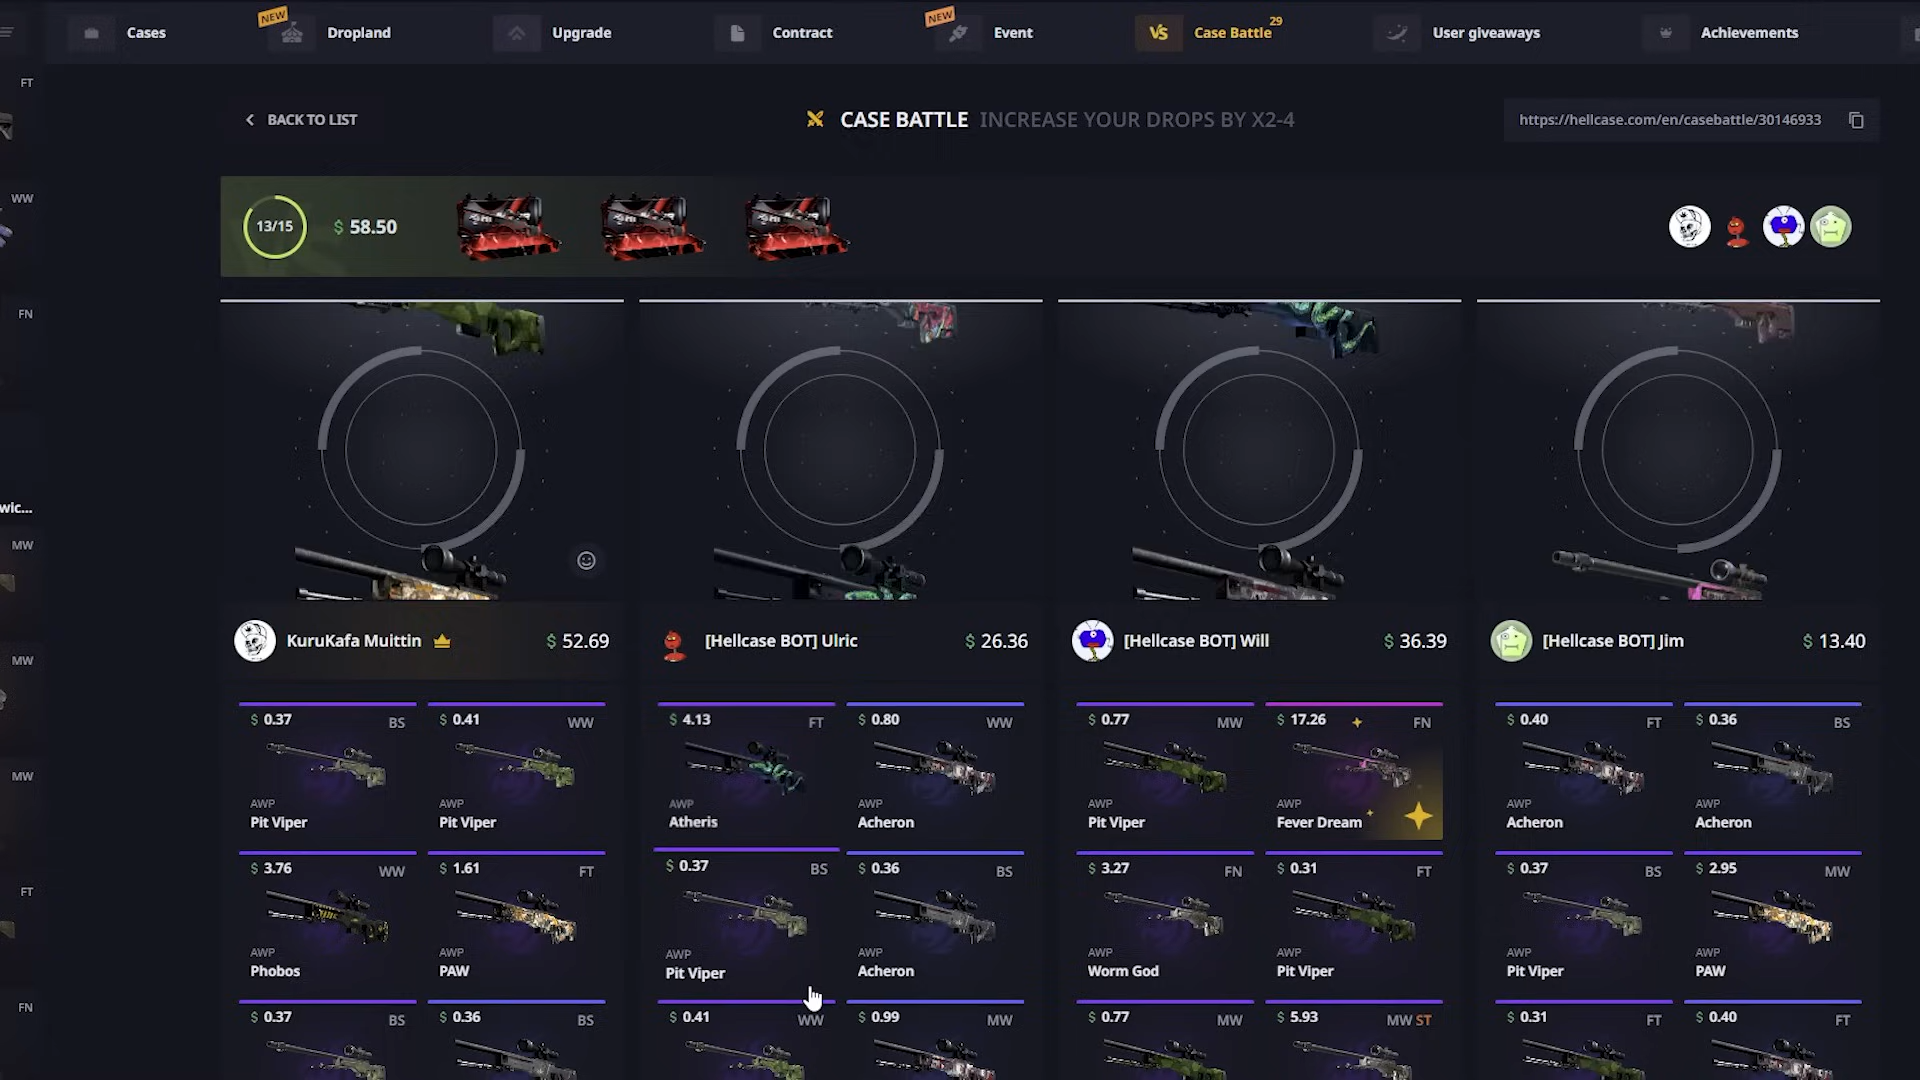 Cases
NEW
Dropland
Upgrade
Contract
NEW
Event
VS
Case Battle 29
User giveaways
Achievements
FT
WW
FN
wic...
MW
MW
MW
FT
FN
BACK TO LIST
CASE BATTLE INCREASE YOUR DROPS BY X2-4
https://hellcase.com/en/casebattle/30146933
13/15
$ 58.50
KuruKafa Muittin $ 52.69
[Hellcase BOT] Ulric $ 26.36
[Hellcase BOT] Will $ 36.39
[Hellcase BOT] Jim $ 13.40
$ 0.37 BS
AWP
Pit Viper
$ 0.41 WW
AWP
Pit Viper
$ 4.13 FT
AWP
Atheris
$ 0.80 WW
AWP
Acheron
$ 0.77 MW
AWP
Pit Viper
$ 17.26 FN
AWP
Fever Dream
$ 0.40 FT
AWP
Acheron
$ 0.36 BS
AWP
Acheron
$ 3.76 WW
AWP
Phobos
$ 1.61 FT
AWP
PAW
$ 0.37 BS
AWP
Pit Viper
$ 0.36 BS
AWP
Acheron
$ 3.27 FN
AWP
Worm God
$ 0.31 FT
AWP
Pit Viper
$ 0.37 BS
AWP
Pit Viper
$ 2.95 MW
AWP
PAW
$ 0.37 BS
$ 0.36 BS
$ 0.41 WW
$ 0.99 MW
$ 0.77 MW
$ 5.93 MW ST
$ 0.31 FT
$ 0.40 FT